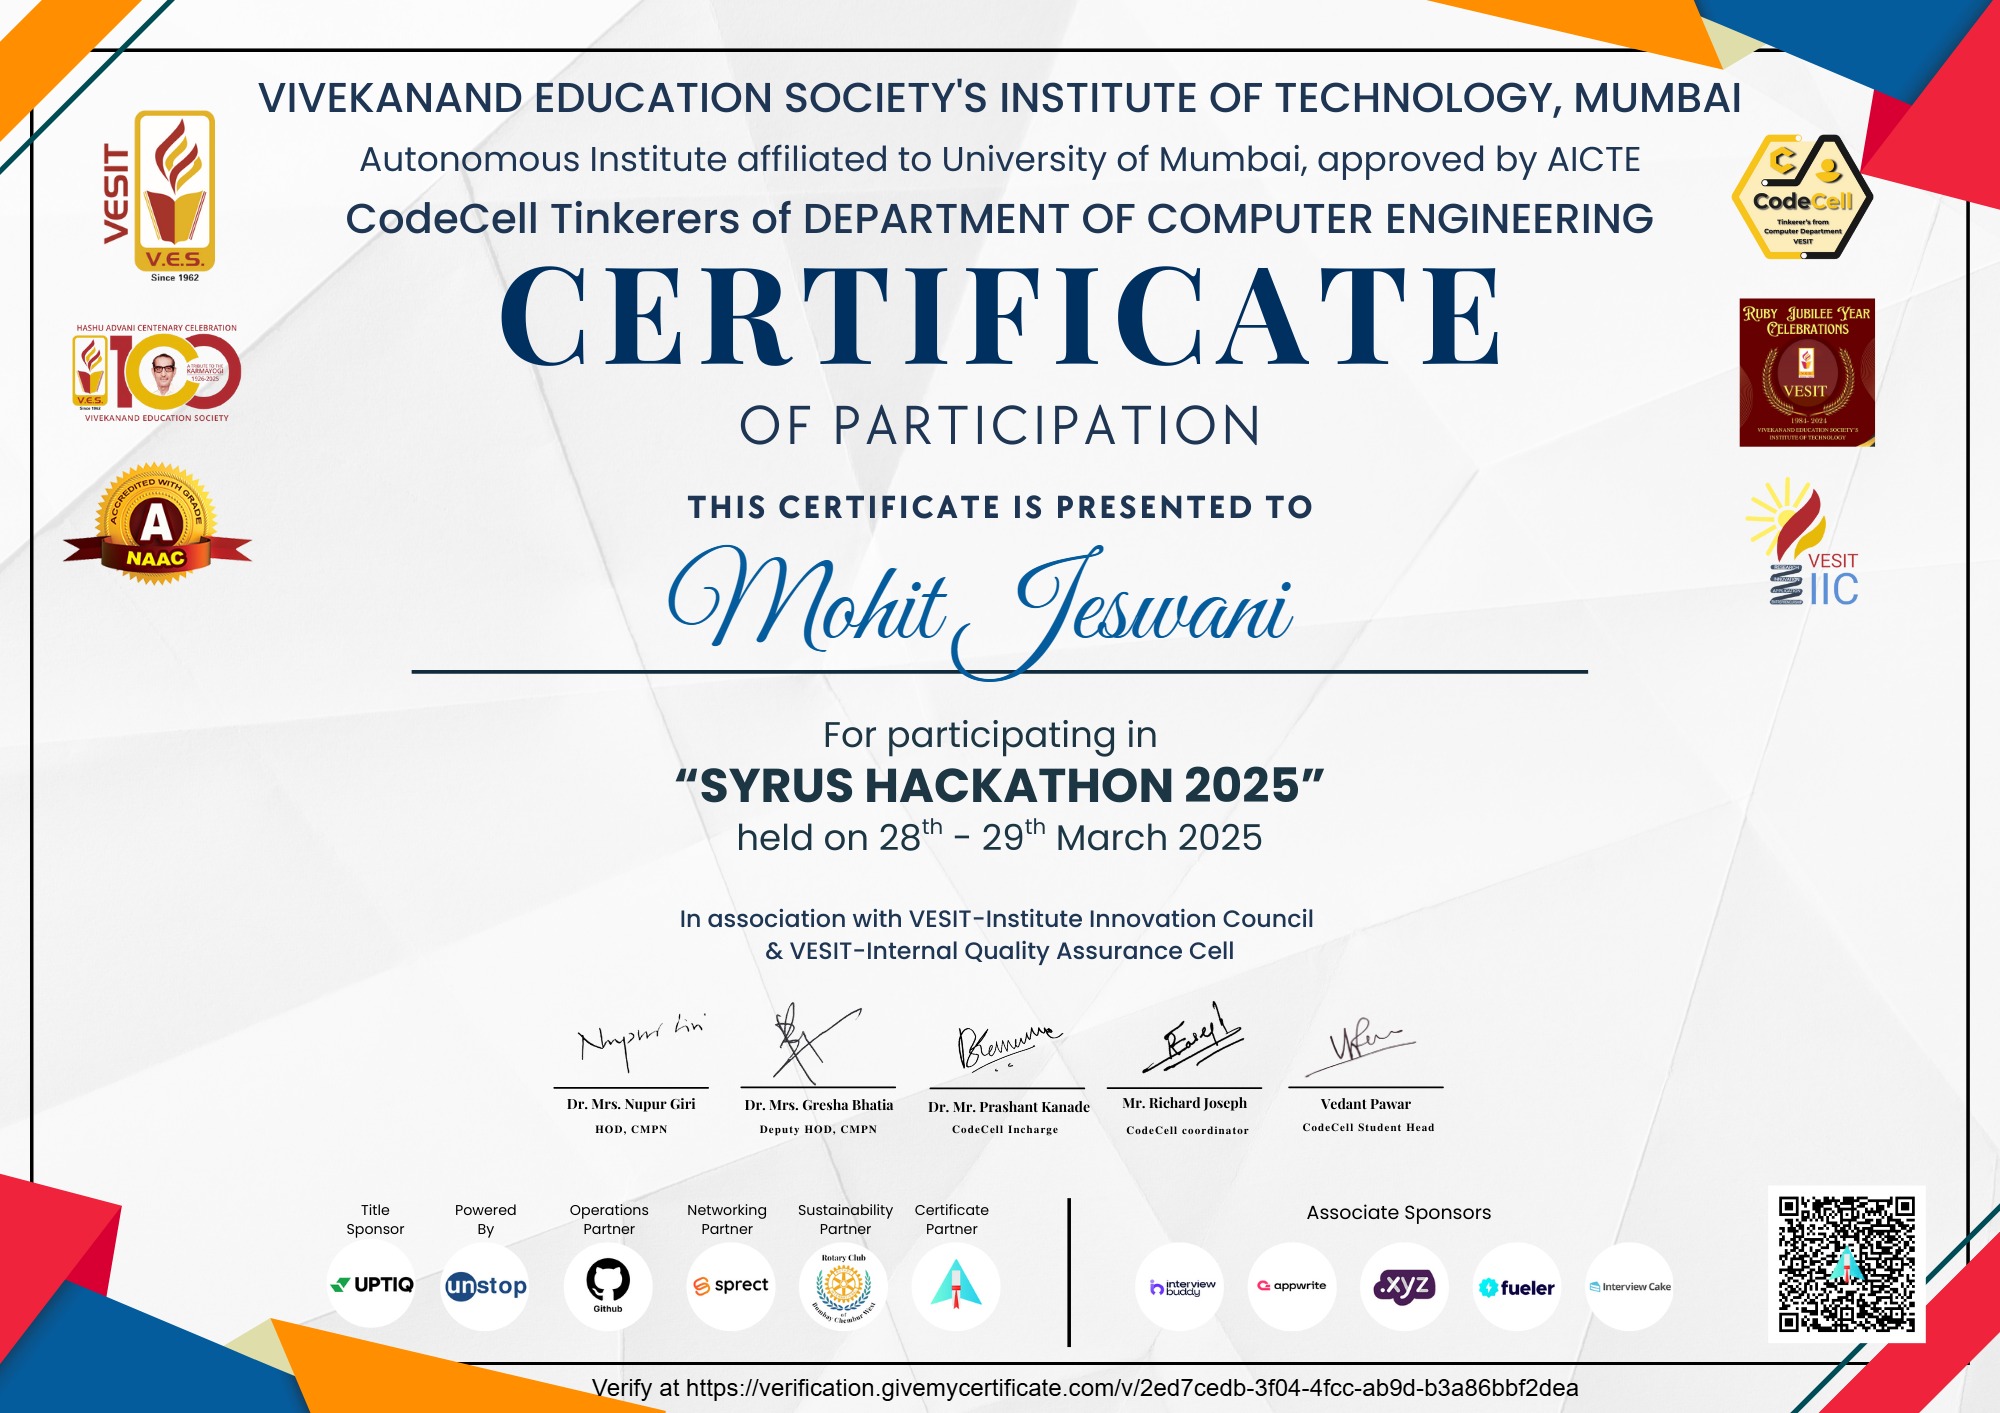 VIVEKANAND EDUCATION SOCIETY'S INSTITUTE OF TECHNOLOGY, MUMBAI
Autonomous Institute affiliated to University of Mumbai, approved by AICTE
CodeCell Tinkerers of DEPARTMENT OF COMPUTER ENGINEERING
CERTIFICATE
OF PARTICIPATION
THIS CERTIFICATE IS PRESENTED TO
Mohit Jeswani
For participating in
“SYRUS HACKATHON 2025”
held on 28th - 29th March 2025
In association with VESIT-Institute Innovation Council
& VESIT-Internal Quality Assurance Cell
VESIT
V.E.S.
Since 1962
HASHU ADVANI CENTENARY CELEBRATION
100
V.E.S.
Since 1962
A TRIBUTE TO THE
KARMAYOGI
1926-2025
VIVEKANAND EDUCATION SOCIETY
ACCREDITED WITH GRADE
A
NAAC
CodeCell
Tinkerer's from
Computer Department
VESIT
RUBY JUBILEE YEAR
CELEBRATIONS
VESIT
1984-2024
VIVEKANAND EDUCATION SOCIETY'S
INSTITUTE OF TECHNOLOGY
VESIT
IIC
Dr. Mrs. Nupur Giri
HOD, CMPN
Dr. Mrs. Gresha Bhatia
Deputy HOD, CMPN
Dr. Mr. Prashant Kanade
CodeCell Incharge
Mr. Richard Joseph
CodeCell coordinator
Vedant Pawar
CodeCell Student Head
Title
Sponsor
UPTIQ
Powered
By
unstop
Operations
Partner
Github
Networking
Partner
sprect
Sustainability
Partner
Rotary Club
of
Bombay Chembur West
Certificate
Partner
Associate Sponsors
interview
buddy
appwrite
.xyz
fueler
Interview Cake
Verify at https://verification.givemycertificate.com/v/2ed7cedb-3f04-4fcc-ab9d-b3a86bbf2dea